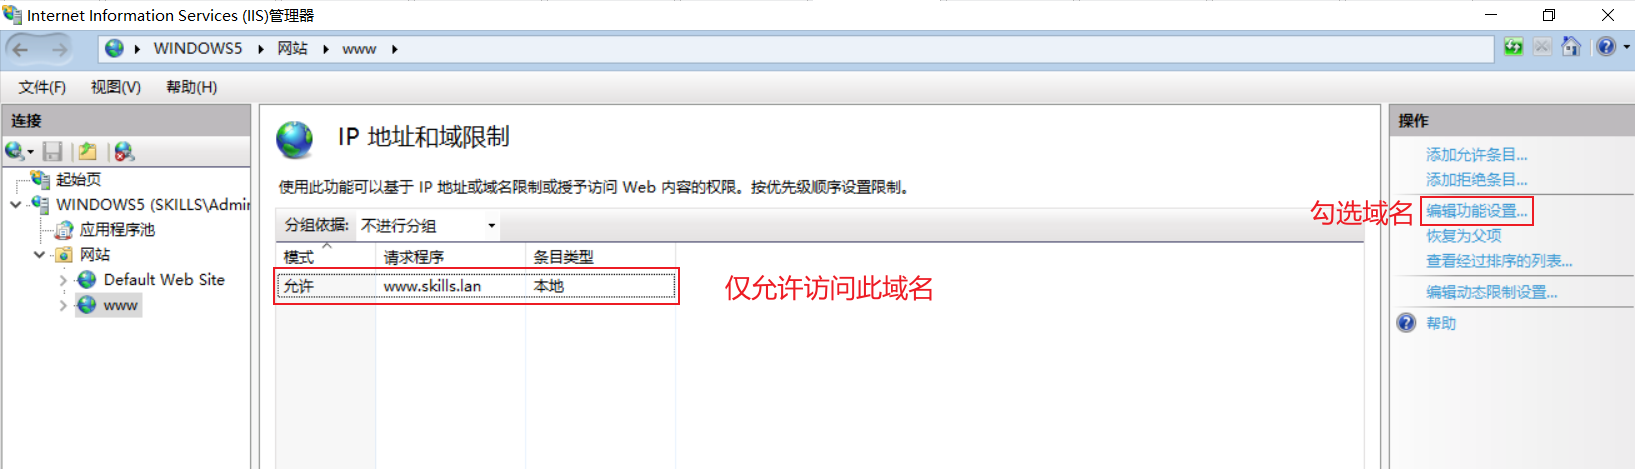 Internet Information Services (IIS)管理器
WINDOWS5 网站 www
文件(F) 视图(V) 帮助(H)
连接
起始页
WINDOWS5 (SKILLS\Admir
应用程序池
网站
Default Web Site
www
IP 地址和域限制
使用此功能可以基于 IP 地址或域名限制或授予访问 Web 内容的权限。按优先级顺序设置限制。
分组依据: 不进行分组
模式 请求程序 条目类型
允许 www.skills.lan 本地
仅允许访问此域名
操作
添加允许条目...
添加拒绝条目...
勾选域名 编辑功能设置...
恢复为父项
查看经过排序的列表...
编辑动态限制设置...
帮助